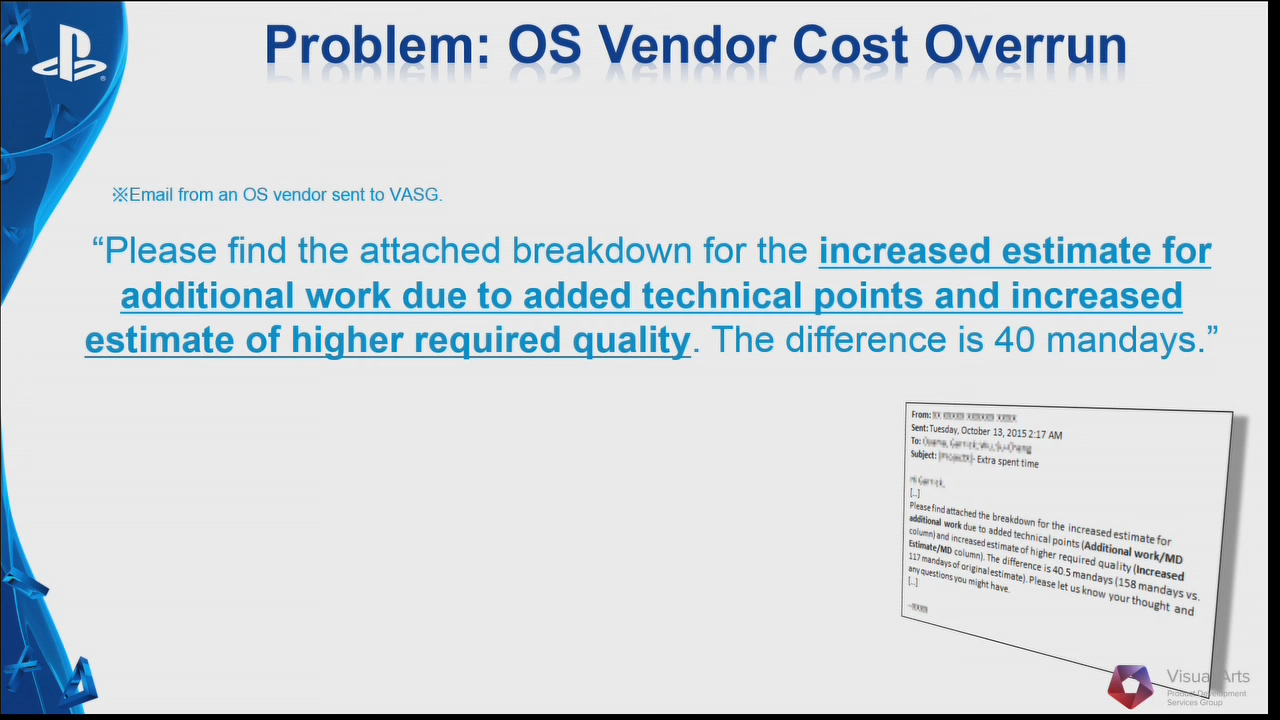 Problem: OS Vendor Cost Overrun
※Email from an OS vendor sent to VASG.
“Please find the attached breakdown for the increased estimate for
additional work due to added technical points and increased
estimate of higher required quality. The difference is 40 mandays.”
From:
Sent: Tuesday, October 13, 2015 2:17 AM
To:
Subject: - Extra spent time
[...]
Please find attached the breakdown for the increased estimate for
additional work due to added technical points (Additional work/MD
column) and increased estimate of higher required quality (Increased
Estimate/MD column). The difference is 40.5 mandays (158 mandays vs.
117 mandays of original estimate). Please let us know your thought and
any questions you might have.
[...]
Visual Arts
Product Development
Services Group